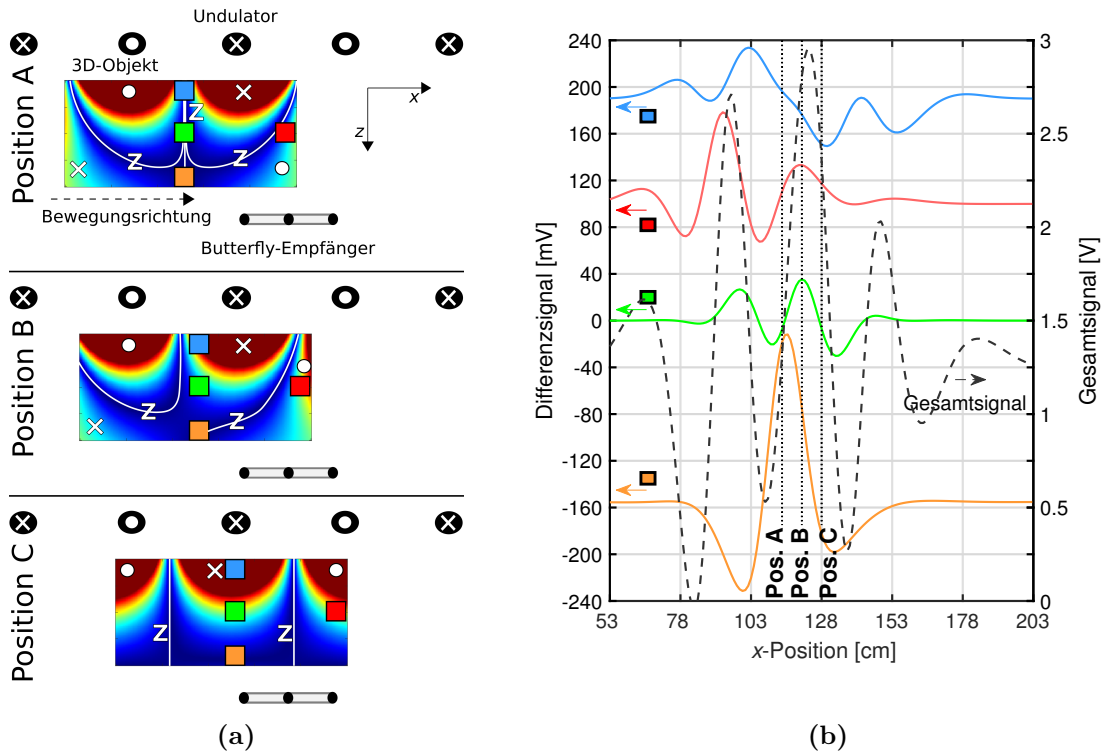 Undulator
3D-Objekt
Position A
x
z
Z
Z
Z
Bewegungsrichtung
Butterfly-Empfänger
Position B
Z
Z
Position C
Z
Z
(a)
240
200
160
120
80
40
0
-40
-80
-120
-160
-200
-240
Differenzsignal [mV]
53
78
103
128
153
178
203
x-Position [cm]
3
2.5
2
1.5
1
0.5
0
Gesamtsignal [V]
Gesamtsignal
Pos. A
Pos. B
Pos. C
(b)